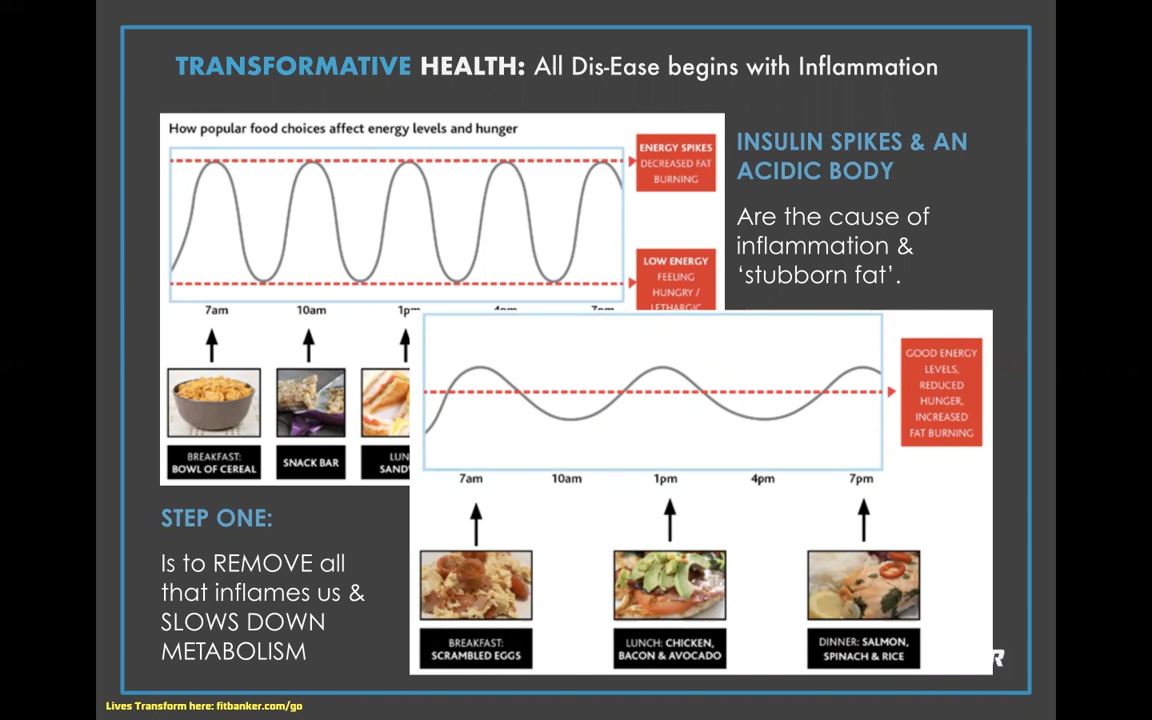 TRANSFORMATIVE HEALTH: All Dis-Ease begins with Inflammation
How popular food choices affect energy levels and hunger
ENERGY SPIKES
DECREASED FAT
BURNING
LOW ENERGY
FEELING
HUNGRY /
LETHARGIC
7am 10am 1pm 4pm 7pm
BREAKFAST:
BOWL OF CEREAL
SNACK BAR
LUN
SAND
INSULIN SPIKES & AN
ACIDIC BODY
Are the cause of
inflammation &
‘stubborn fat’.
GOOD ENERGY
LEVELS,
REDUCED
HUNGER,
INCREASED
FAT BURNING
7am 10am 1pm 4pm 7pm
BREAKFAST:
SCRAMBLED EGGS
LUNCH: CHICKEN,
BACON & AVOCADO
DINNER: SALMON,
SPINACH & RICE
STEP ONE:
Is to REMOVE all
that inflames us &
SLOWS DOWN
METABOLISM
R
Lives Transform here: fitbanker.com/go